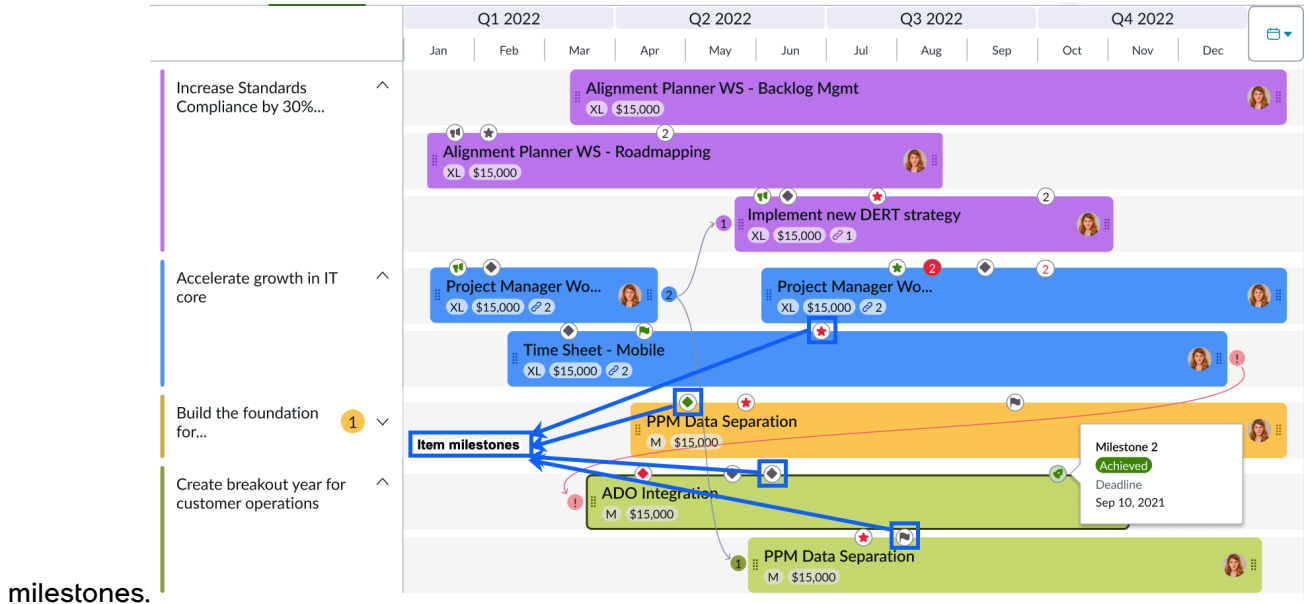 Q1 2022 Q2 2022 Q3 2022 Q4 2022
Jan Feb Mar Apr May Jun Jul Aug Sep Oct Nov Dec
Increase Standards
Compliance by 30%...
Alignment Planner WS - Backlog Mgmt
XL $15,000
2
Alignment Planner WS - Roadmapping
XL $15,000
2
1
Implement new DERT strategy
XL $15,000 1
Accelerate growth in IT
core
Project Manager Wo...
XL $15,000 2
2
2 2
Project Manager Wo...
XL $15,000 2
Time Sheet - Mobile
XL $15,000 2
!
Build the foundation
for...
1
PPM Data Separation
M $15,000
Item milestones
Create breakout year for
customer operations
!
ADO Integration
M $15,000
Milestone 2
Achieved
Deadline
Sep 10, 2021
1
PPM Data Separation
M $15,000
milestones.